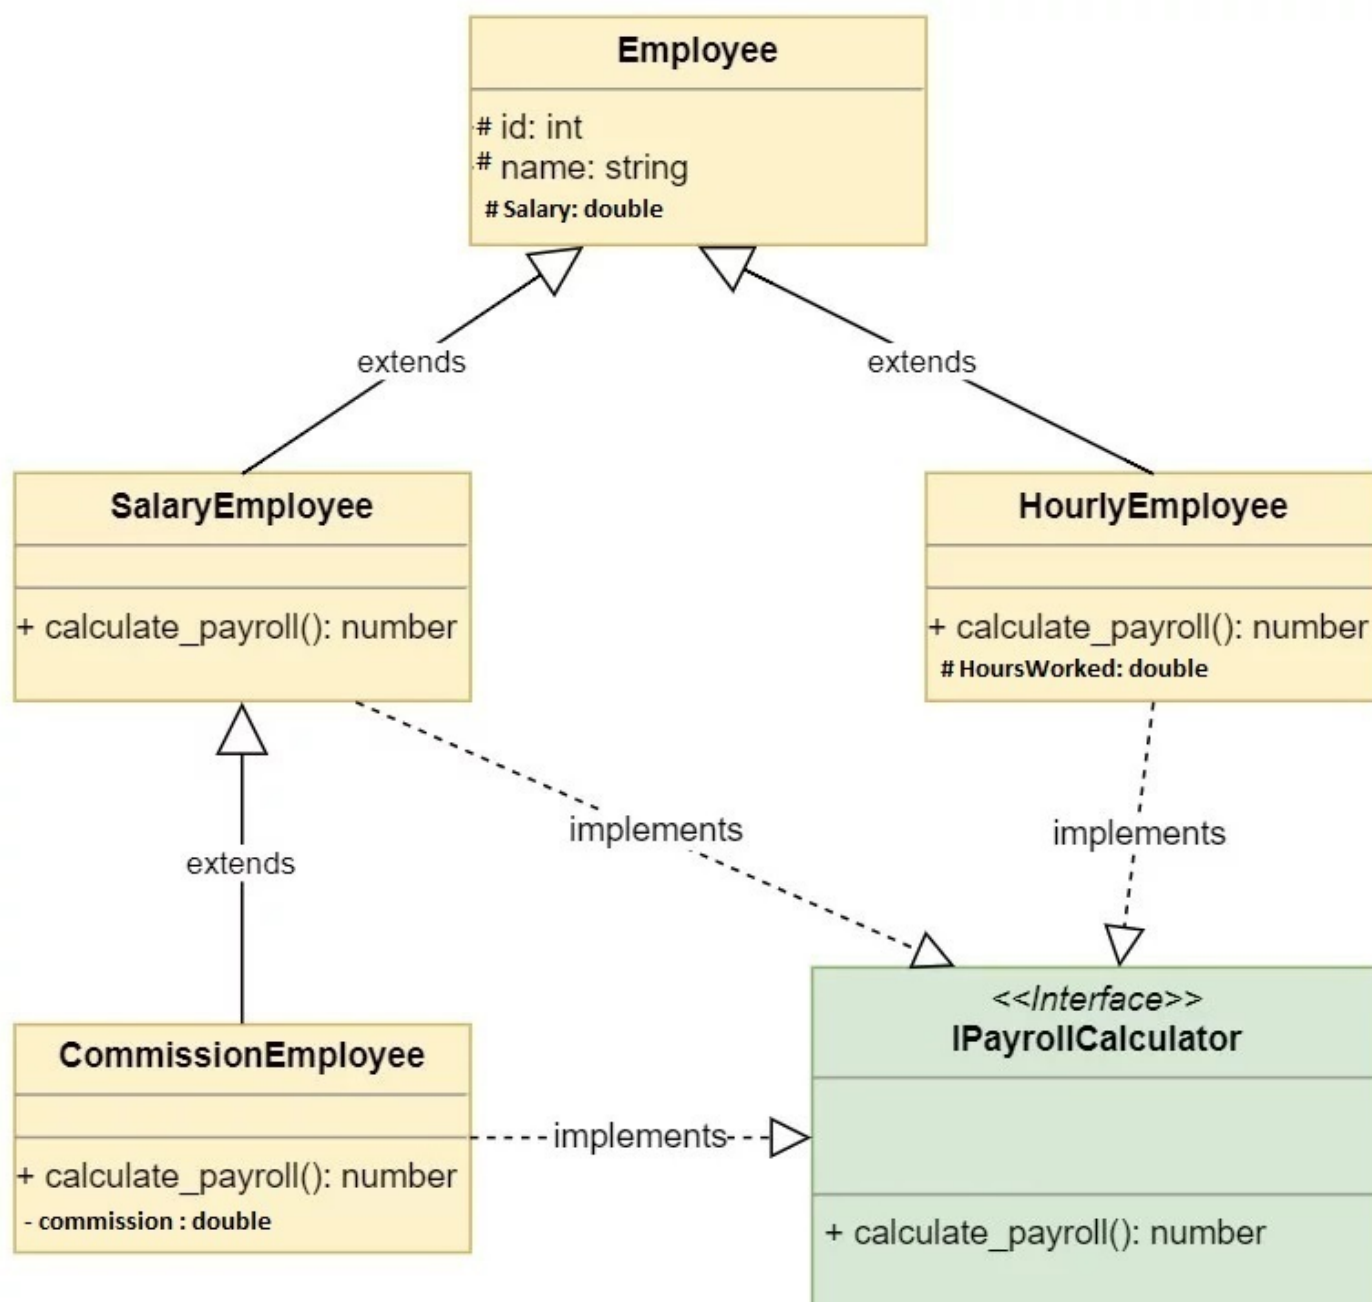 Employee
# id: int
# name: string
# Salary: double
extends
extends
SalaryEmployee
+ calculate_payroll(): number
HourlyEmployee
+ calculate_payroll(): number
# HoursWorked: double
implements
implements
extends
CommissionEmployee
+ calculate_payroll(): number
- commission : double
implements
<<Interface>>
IPayrollCalculator
+ calculate_payroll(): number